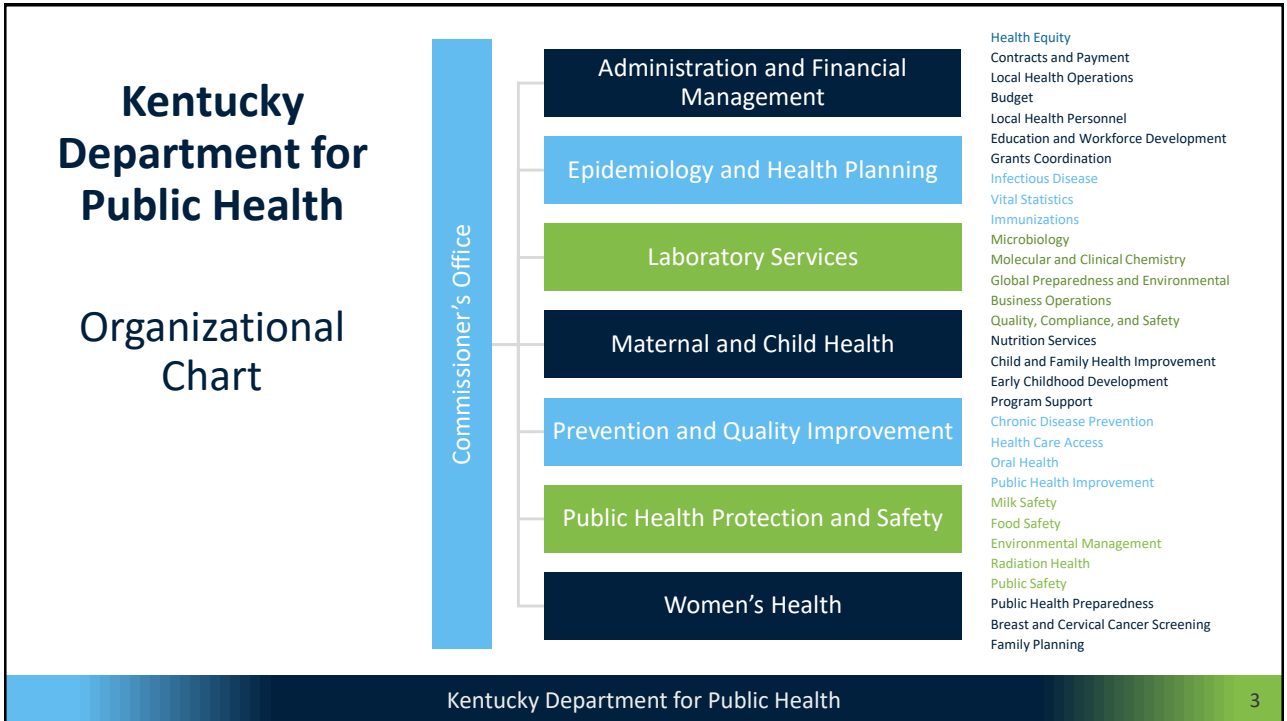 Kentucky
Department for
Public Health
Organizational
Chart
Commissioner's Office
Administration and Financial
Management
Epidemiology and Health Planning
Laboratory Services
Maternal and Child Health
Prevention and Quality Improvement
Public Health Protection and Safety
Women's Health
Health Equity
Contracts and Payment
Local Health Operations
Budget
Local Health Personnel
Education and Workforce Development
Grants Coordination
Infectious Disease
Vital Statistics
Immunizations
Microbiology
Molecular and Clinical Chemistry
Global Preparedness and Environmental
Business Operations
Quality, Compliance, and Safety
Nutrition Services
Child and Family Health Improvement
Early Childhood Development
Program Support
Chronic Disease Prevention
Health Care Access
Oral Health
Public Health Improvement
Milk Safety
Food Safety
Environmental Management
Radiation Health
Public Safety
Public Health Preparedness
Breast and Cervical Cancer Screening
Family Planning
Kentucky Department for Public Health
3